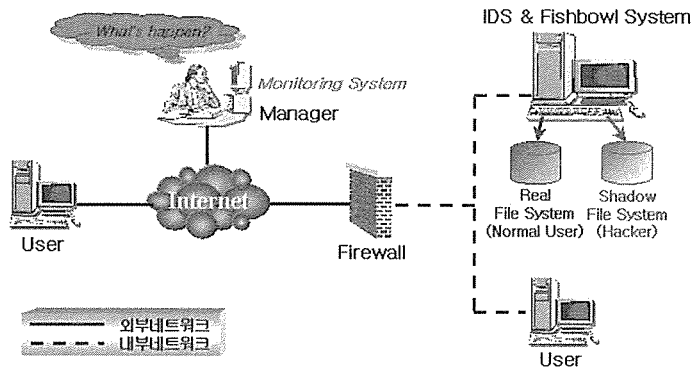 IDS & Fishbowl System
What's happen?
Monitoring System
Manager
Internet
User
Firewall
Real
File System
(Normal User)
Shadow
File System
(Hacker)
User
외부네트워크
내부네트워크